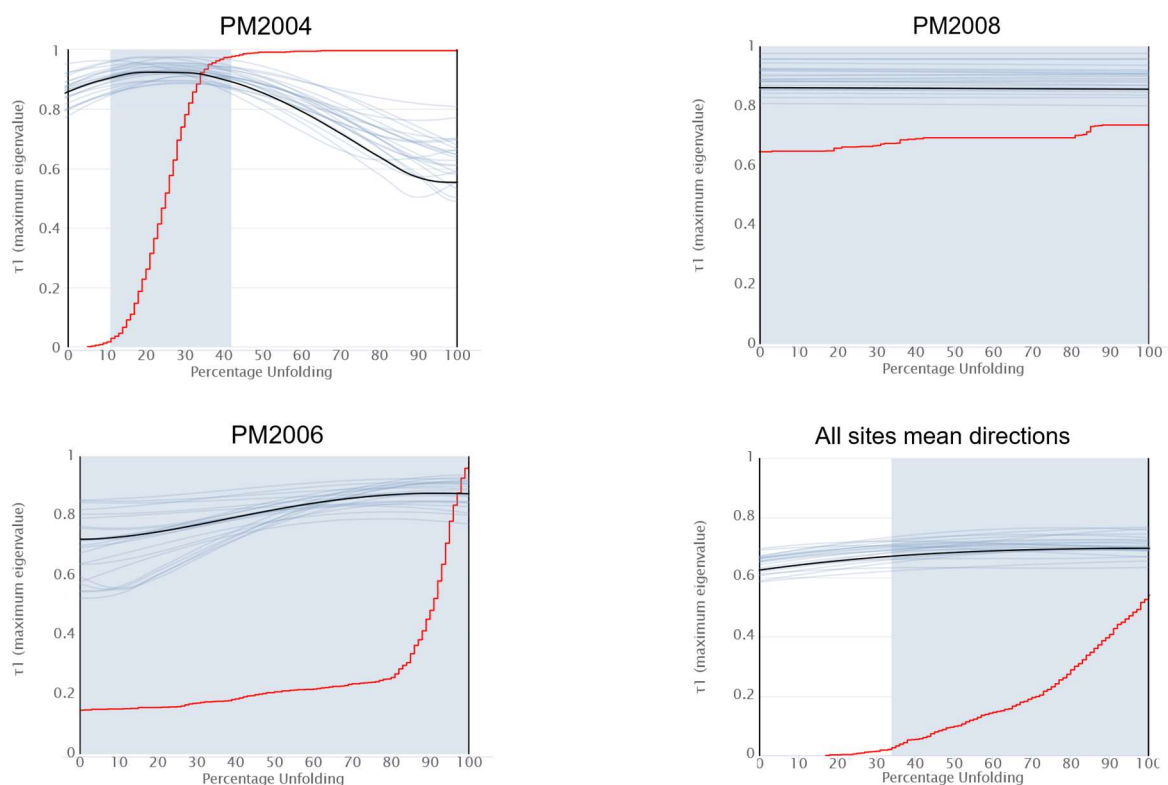 PM2004
τ1 (maximum eigenvalue)
1
0.8
0.6
0.4
0.2
0
0 10 20 30 40 50 60 70 80 90 100
Percentage Unfolding
PM2008
τ1 (maximum eigenvalue)
1
0.8
0.6
0.4
0.2
0
0 10 20 30 40 50 60 70 80 90 100
Percentage Unfolding
PM2006
τ1 (maximum eigenvalue)
1
0.8
0.6
0.4
0.2
0
0 10 20 30 40 50 60 70 80 90 100
Percentage Unfolding
All sites mean directions
τ1 (maximum eigenvalue)
1
0.8
0.6
0.4
0.2
0
0 10 20 30 40 50 60 70 80 90 100
Percentage Unfolding